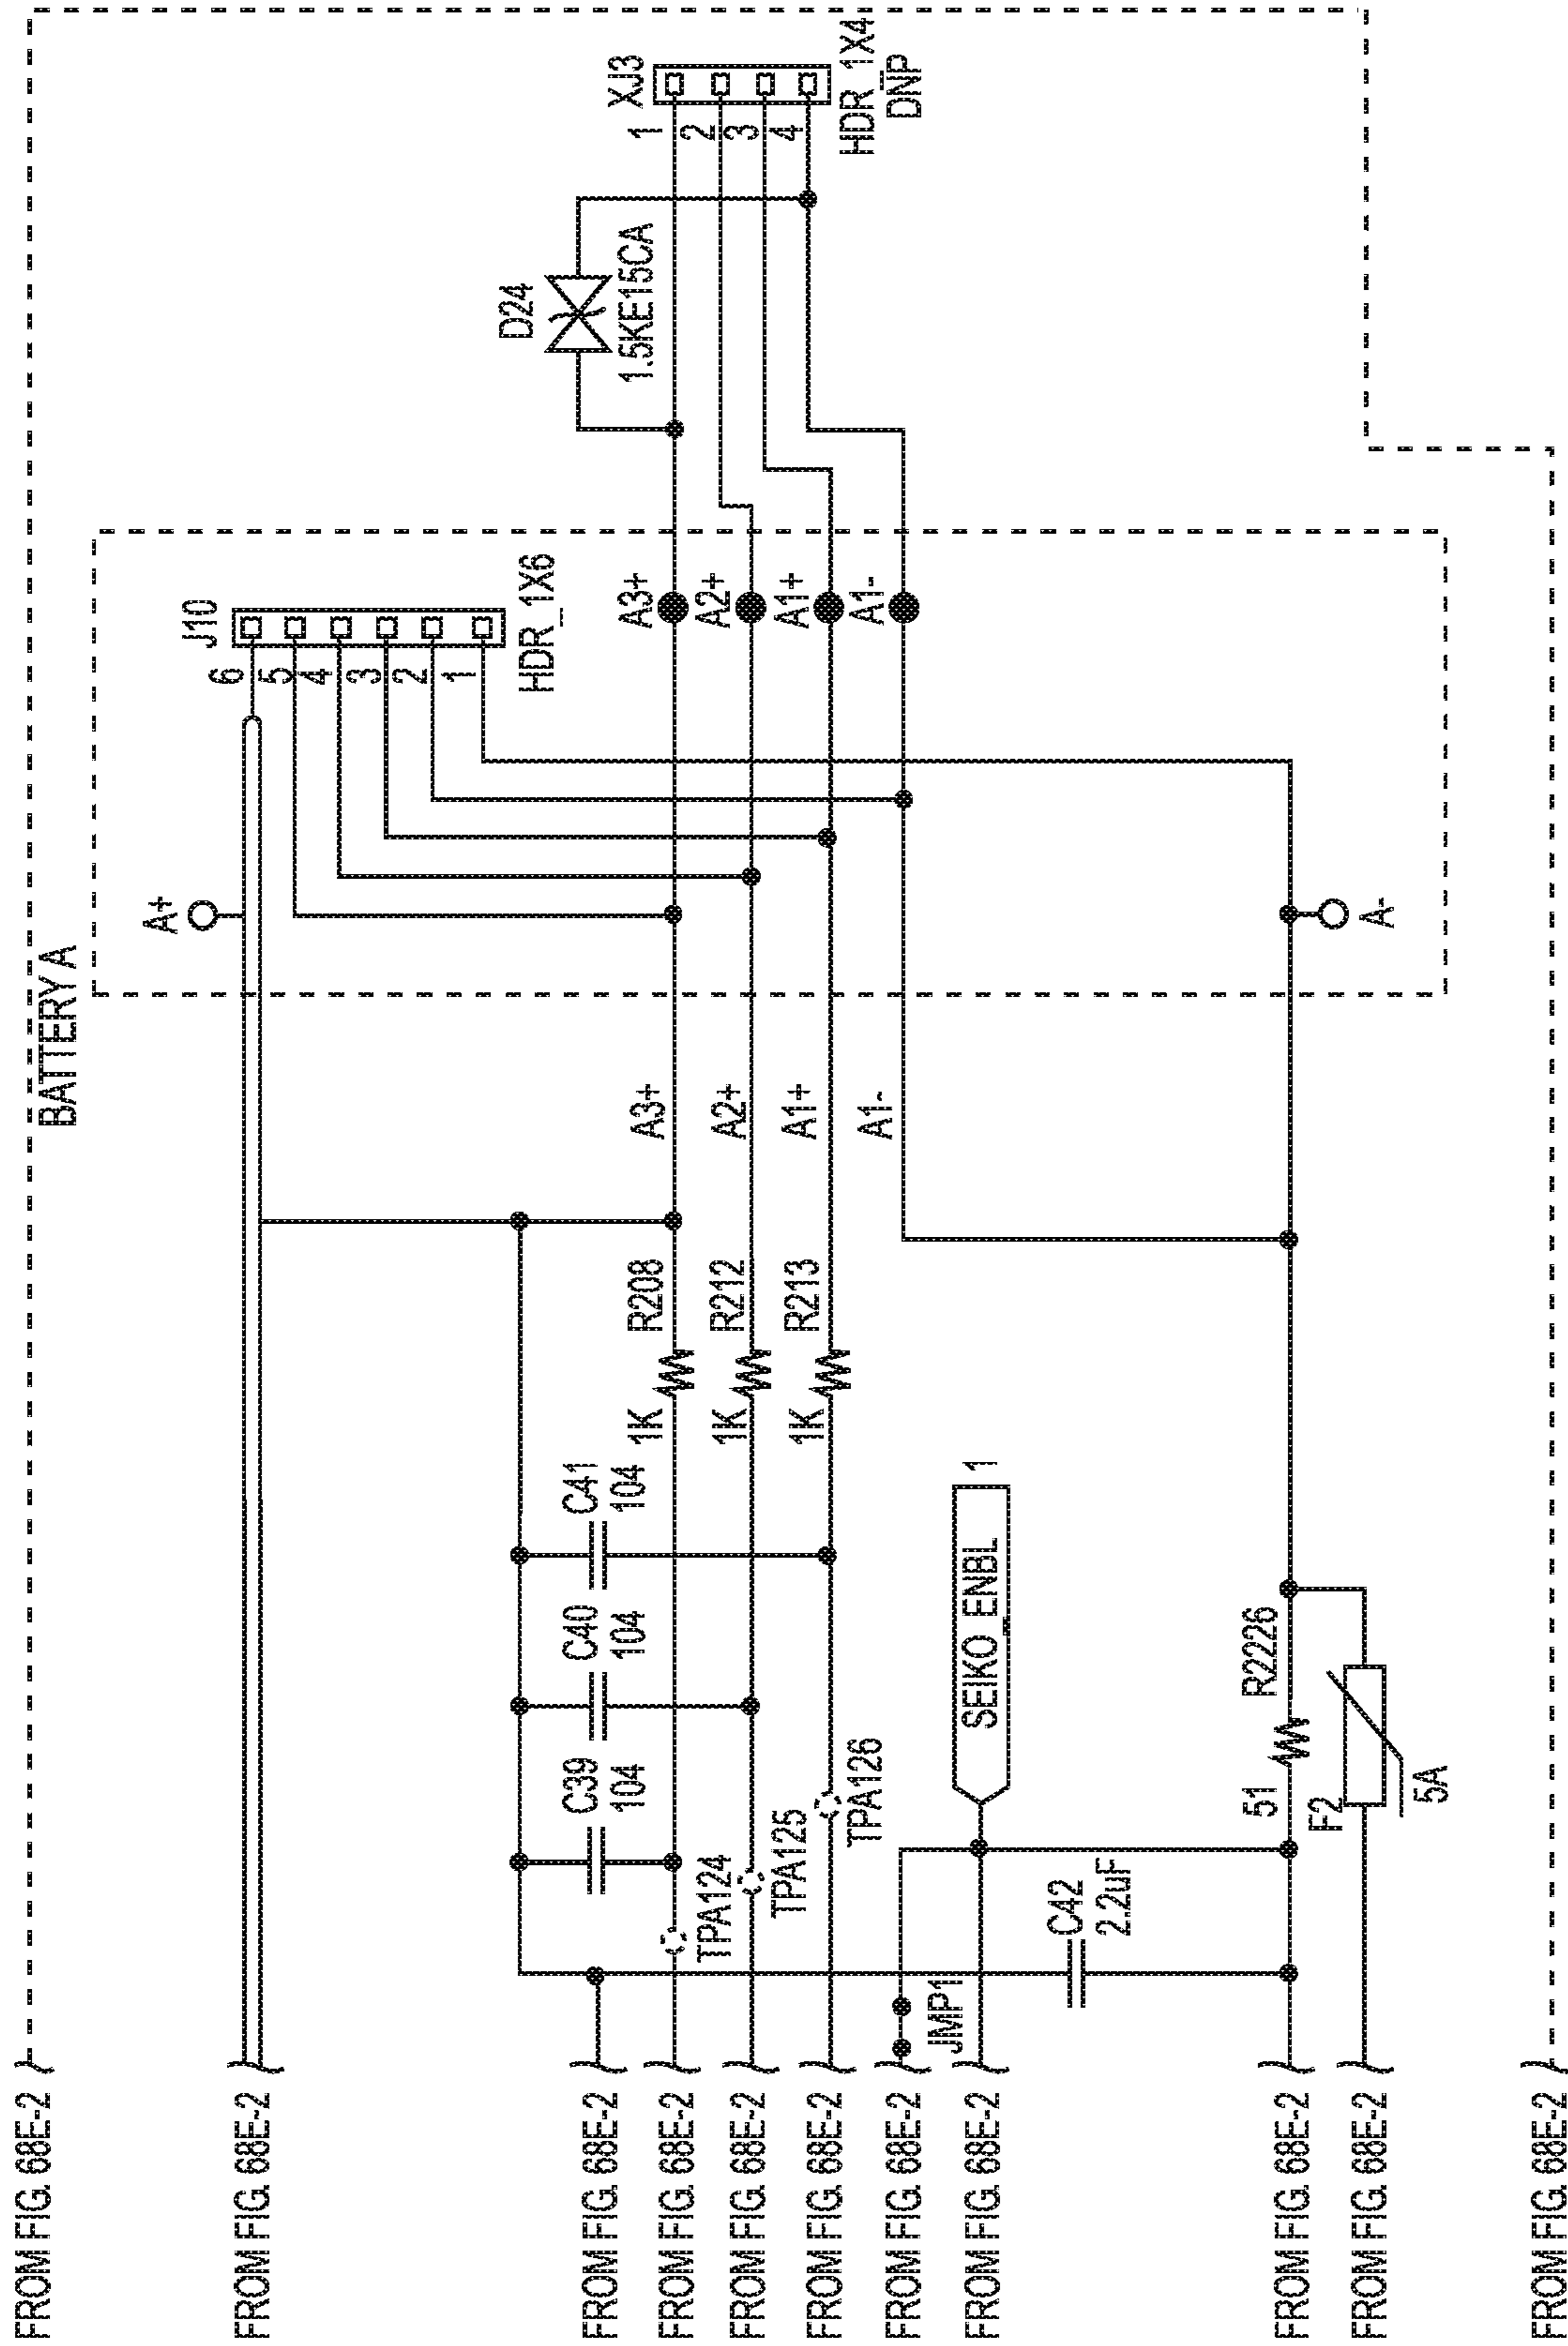 BATTERY A
XJ3
1
2
3
4
HDR_1X4
DNP
D24
1.5KE15CA
J10
6
5
4
3
2
1
HDR_1X6
A3+
A2+
A1+
A1-
A+
A-
A3+
A2+
A1+
A1-
R208
1K
R212
1K
R213
1K
C41
104
C40
104
C39
104
TPA124
TPA125
TPA126
SEIKO_ENBL
1
R2226
51
F2
5A
C42
2.2uF
JMP1
FROM FIG. 68E-2
FROM FIG. 68E-2
FROM FIG. 68E-2
FROM FIG. 68E-2
FROM FIG. 68E-2
FROM FIG. 68E-2
FROM FIG. 68E-2
FROM FIG. 68E-2
FROM FIG. 68E-2
FROM FIG. 68E-2
FROM FIG. 68E-2